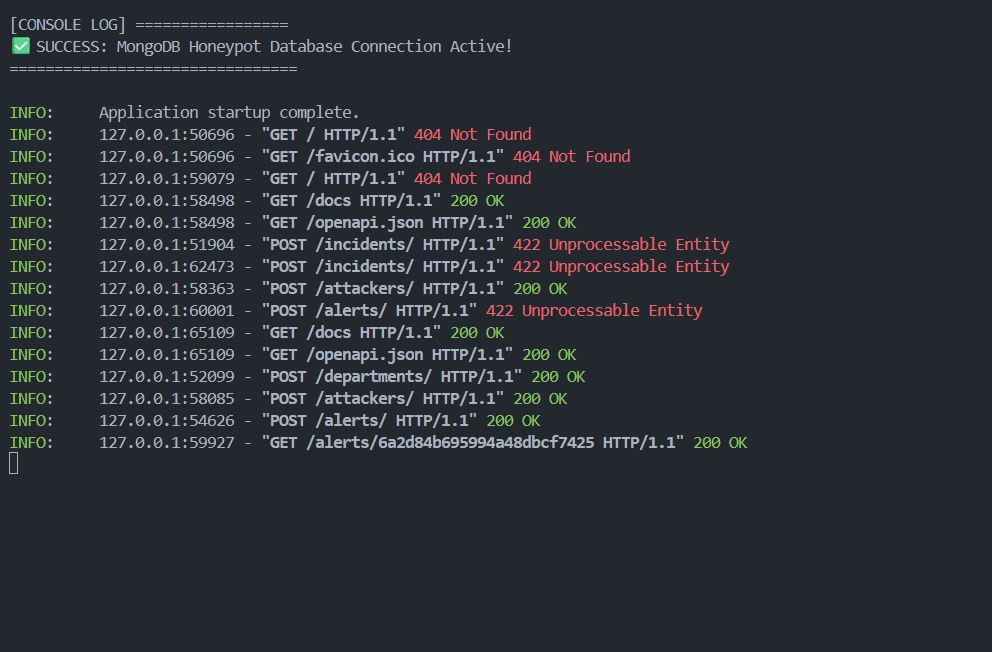 [CONSOLE LOG] =================
✅ SUCCESS: MongoDB Honeypot Database Connection Active!
================================
INFO:     Application startup complete.
INFO:     127.0.0.1:50696 - "GET / HTTP/1.1" 404 Not Found
INFO:     127.0.0.1:50696 - "GET /favicon.ico HTTP/1.1" 404 Not Found
INFO:     127.0.0.1:59079 - "GET / HTTP/1.1" 404 Not Found
INFO:     127.0.0.1:58498 - "GET /docs HTTP/1.1" 200 OK
INFO:     127.0.0.1:58498 - "GET /openapi.json HTTP/1.1" 200 OK
INFO:     127.0.0.1:51904 - "POST /incidents/ HTTP/1.1" 422 Unprocessable Entity
INFO:     127.0.0.1:62473 - "POST /incidents/ HTTP/1.1" 422 Unprocessable Entity
INFO:     127.0.0.1:58363 - "POST /attackers/ HTTP/1.1" 200 OK
INFO:     127.0.0.1:60001 - "POST /alerts/ HTTP/1.1" 422 Unprocessable Entity
INFO:     127.0.0.1:65109 - "GET /docs HTTP/1.1" 200 OK
INFO:     127.0.0.1:65109 - "GET /openapi.json HTTP/1.1" 200 OK
INFO:     127.0.0.1:52099 - "POST /departments/ HTTP/1.1" 200 OK
INFO:     127.0.0.1:58085 - "POST /attackers/ HTTP/1.1" 200 OK
INFO:     127.0.0.1:54626 - "POST /alerts/ HTTP/1.1" 200 OK
INFO:     127.0.0.1:59927 - "GET /alerts/6a2d84b695994a48dbcf7425 HTTP/1.1" 200 OK